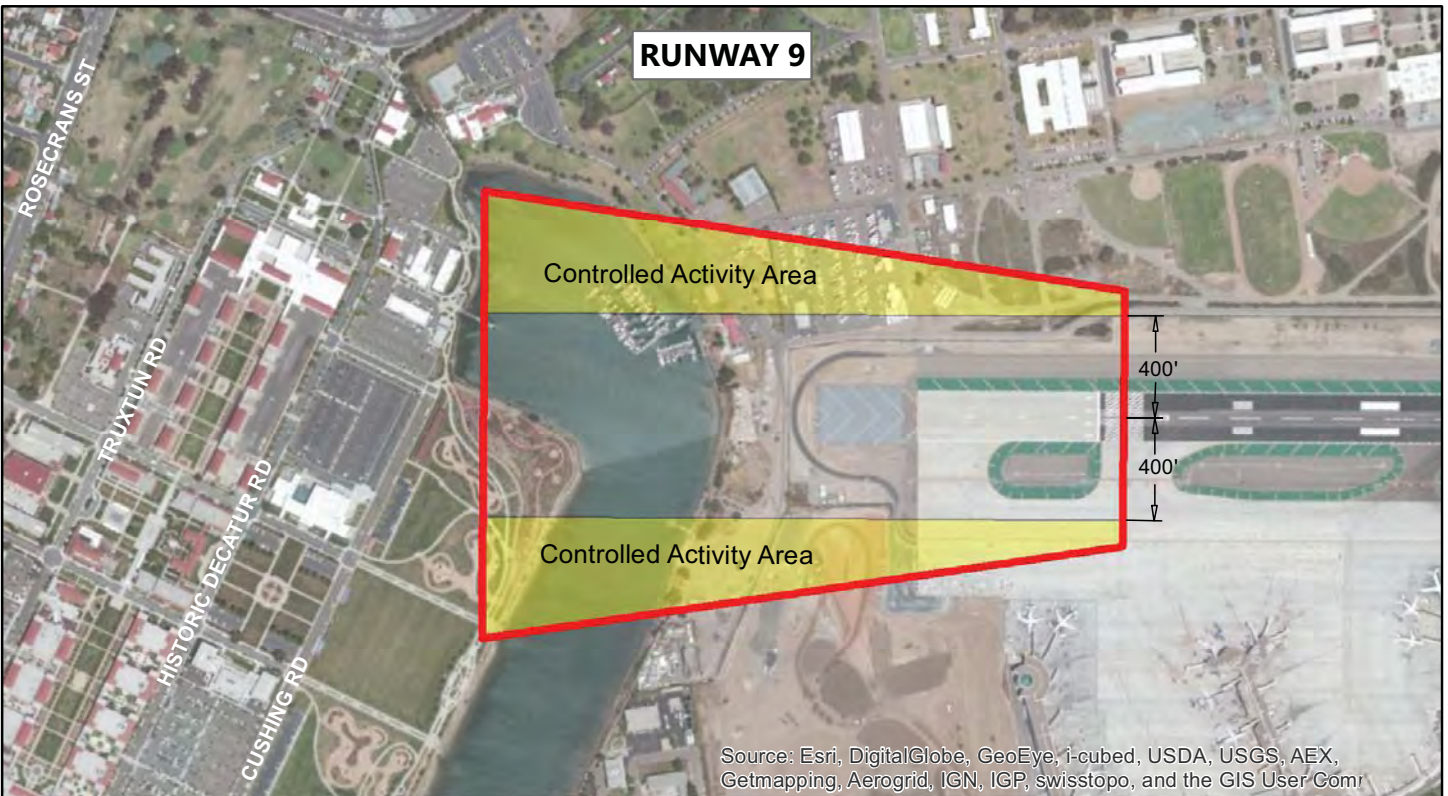 RUNWAY 9
ROSECRANS ST
Controlled Activity Area
400'
TRUXTUN RD
400'
HISTORIC DECATUR RD
Controlled Activity Area
CUSHING RD
Source: Esri, DigitalGlobe, GeoEye, i-cubed, USDA, USGS, AEX,
Getmapping, Aerogrid, IGN, IGP, swisstopo, and the GIS User